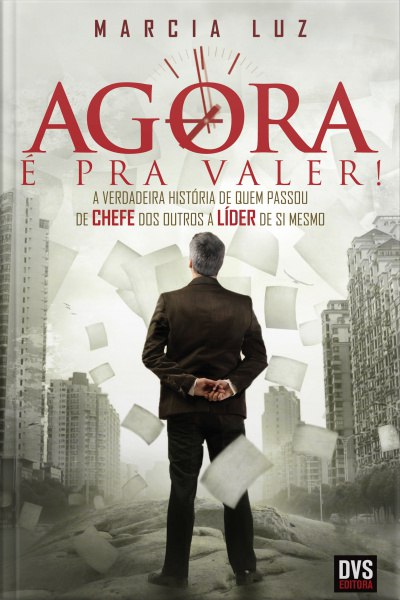 MARCIA LUZ
AGORA
É PRA VALER!
A VERDADEIRA HISTÓRIA DE QUEM PASSOU
DE CHEFE DOS OUTROS A LÍDER DE SI MESMO
DVS
EDITORA